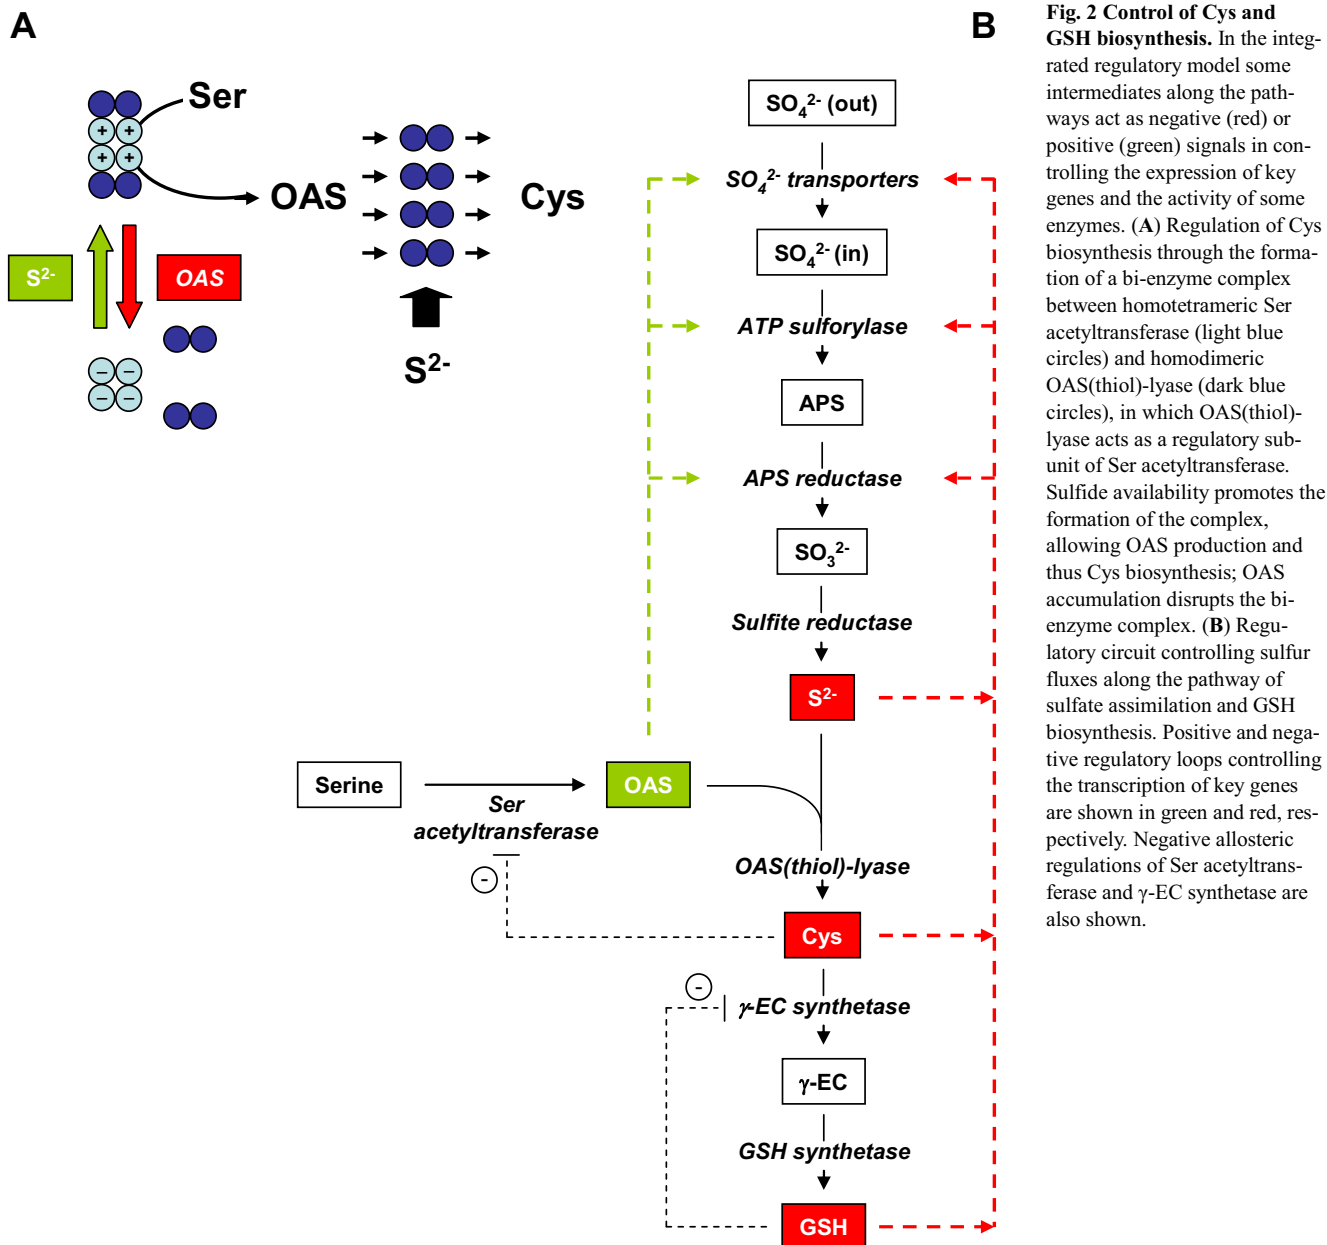 A
Ser
OAS
Cys
S²⁻
OAS
+ +
+ +
– –
– –
S²⁻
B
SO₄²⁻ (out)
SO₄²⁻ transporters
SO₄²⁻ (in)
ATP sulforylase
APS
APS reductase
SO₃²⁻
Sulfite reductase
S²⁻
Serine
Ser
acetyltransferase
OAS
OAS(thiol)-lyase
-
Cys
-
γ-EC synthetase
γ-EC
GSH synthetase
GSH
Fig. 2 Control of Cys and
GSH biosynthesis. In the integ-
rated regulatory model some
intermediates along the path-
ways act as negative (red) or
positive (green) signals in con-
trolling the expression of key
genes and the activity of some
enzymes. (A) Regulation of Cys
biosynthesis through the forma-
tion of a bi-enzyme complex
between homotetrameric Ser
acetyltransferase (light blue
circles) and homodimeric
OAS(thiol)-lyase (dark blue
circles), in which OAS(thiol)-
lyase acts as a regulatory sub-
unit of Ser acetyltransferase.
Sulfide availability promotes the
formation of the complex,
allowing OAS production and
thus Cys biosynthesis; OAS
accumulation disrupts the bi-
enzyme complex. (B) Regu-
latory circuit controlling sulfur
fluxes along the pathway of
sulfate assimilation and GSH
biosynthesis. Positive and nega-
tive regulatory loops controlling
the transcription of key genes
are shown in green and red, res-
pectively. Negative allosteric
regulations of Ser acetyltrans-
ferase and γ-EC synthetase are
also shown.